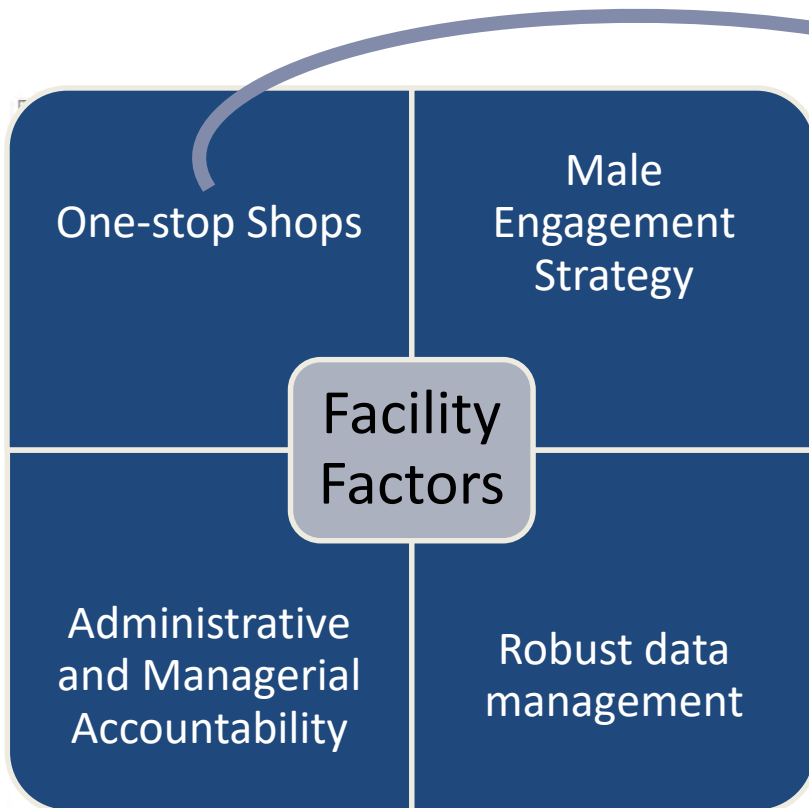 One-stop Shops
Male
Engagement
Strategy
Facility
Factors
Administrative
and Managerial
Accountability
Robust data
management